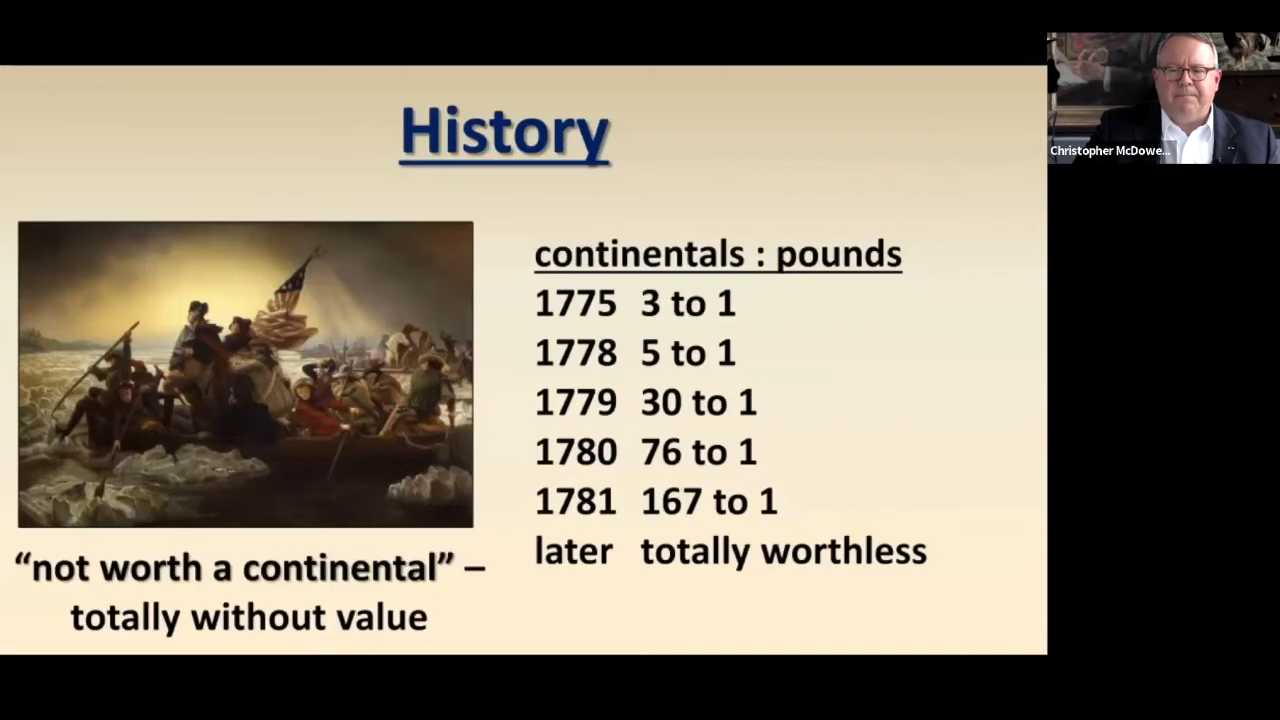 History
continentals : pounds
1775 3 to 1
1778 5 to 1
1779 30 to 1
1780 76 to 1
1781 167 to 1
later totally worthless
“not worth a continental” –
totally without value
Christopher McDowe...